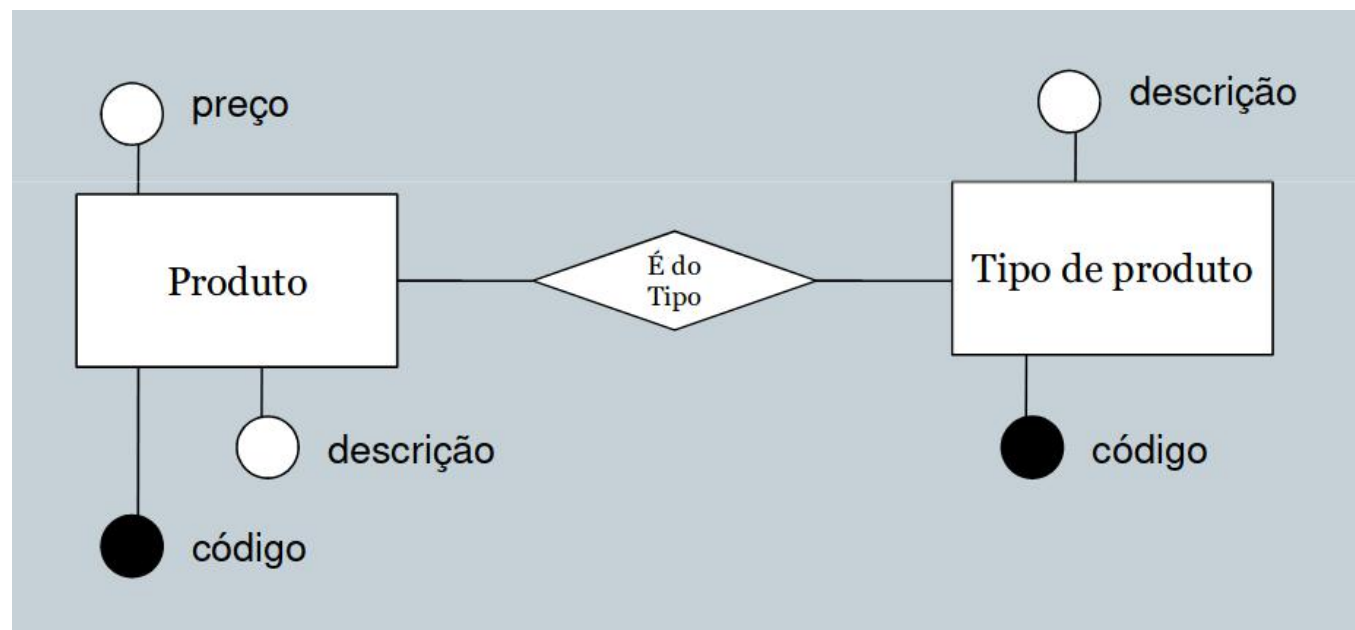 preço
descrição
Produto
É do
Tipo
Tipo de produto
descrição
código
código